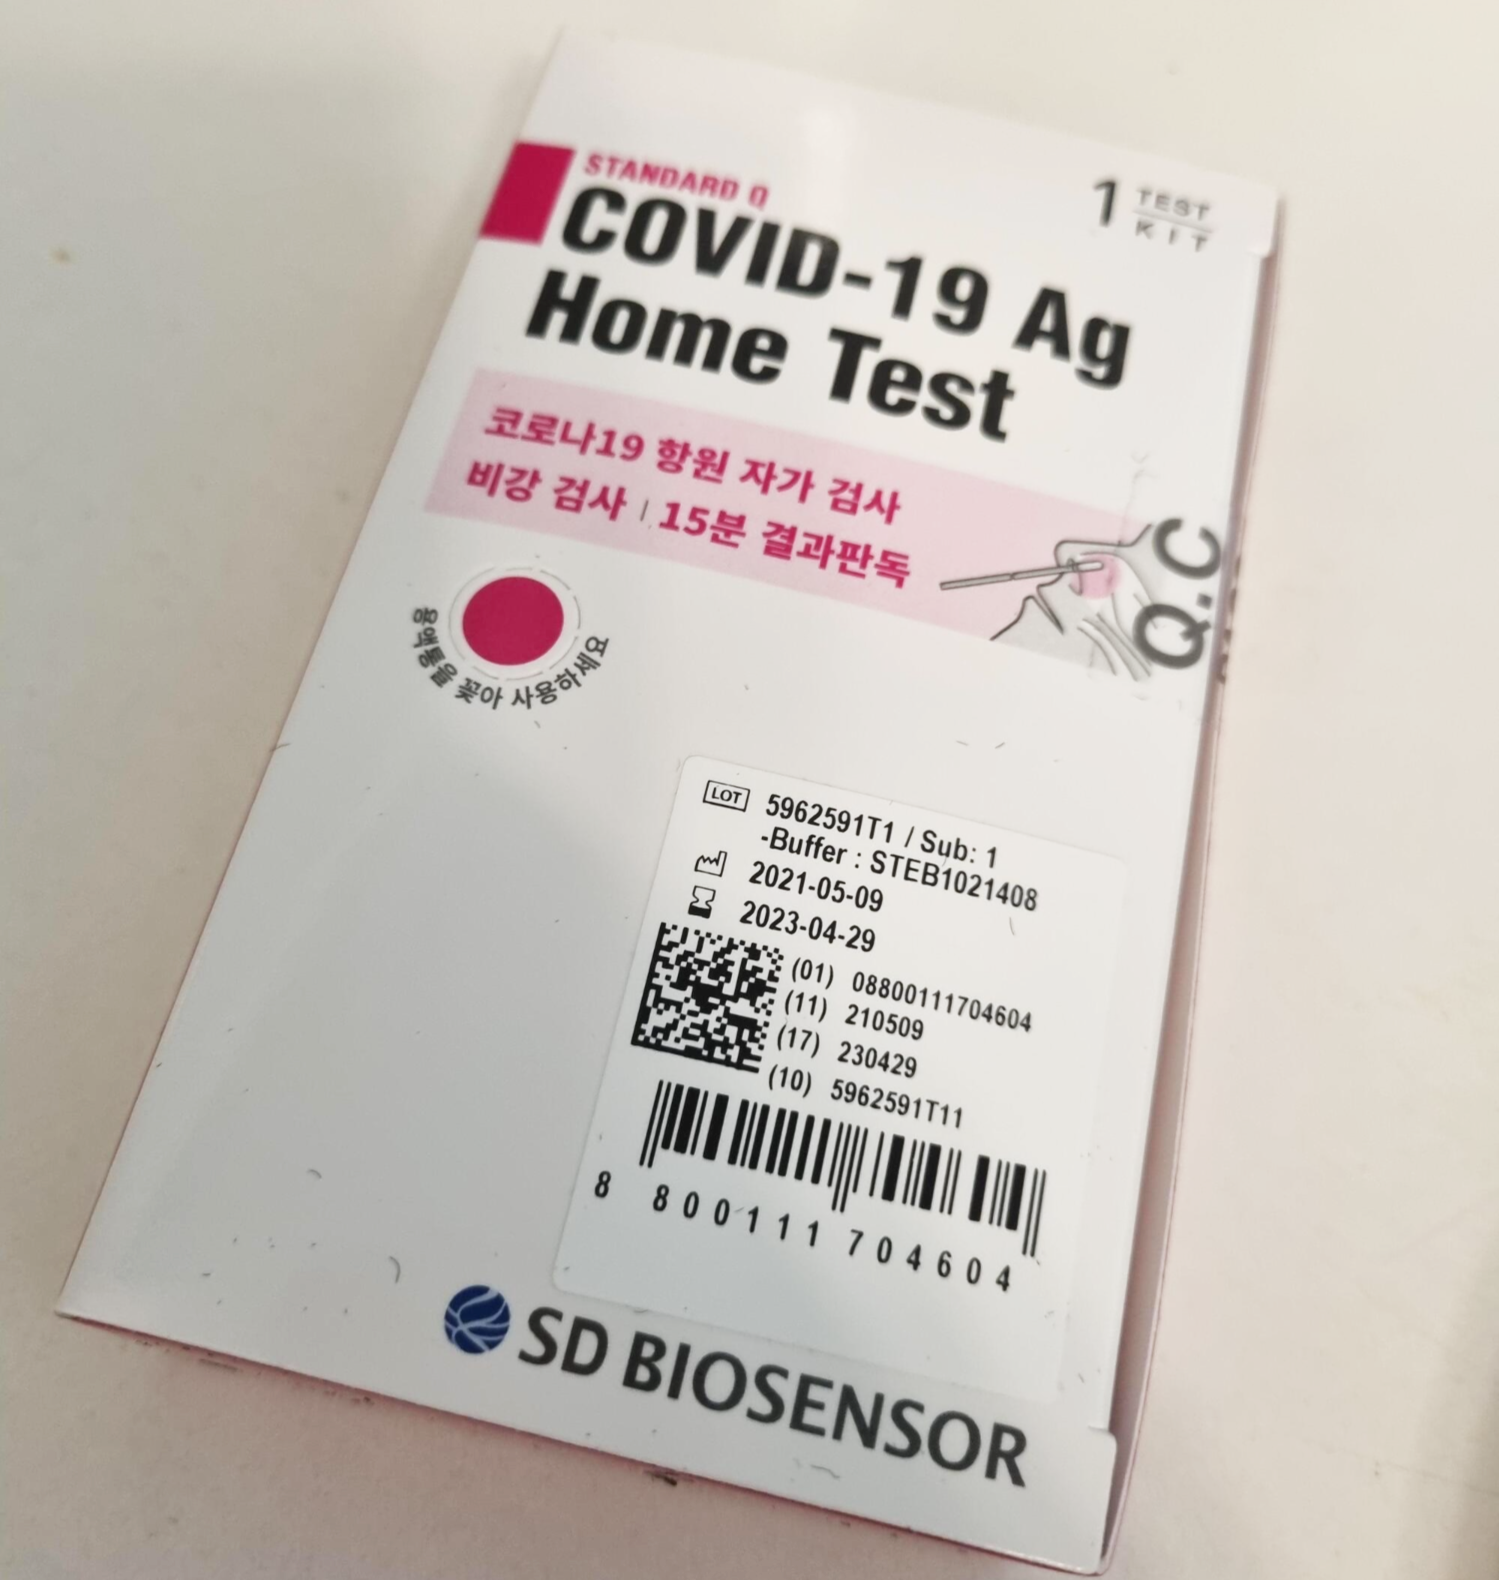 STANDARD Q
COVID-19 Ag
Home Test
1 TEST
KIT
코로나19 항원 자가 검사
비강 검사 | 15분 결과판독
Q.C
용액통을 꽂아 사용하세요
LOT 5962591T1 / Sub: 1
-Buffer : STEB1021408
2021-05-09
2023-04-29
(01) 08800111704604
(11) 210509
(17) 230429
(10) 5962591T11
8 800111 704604
SD BIOSENSOR